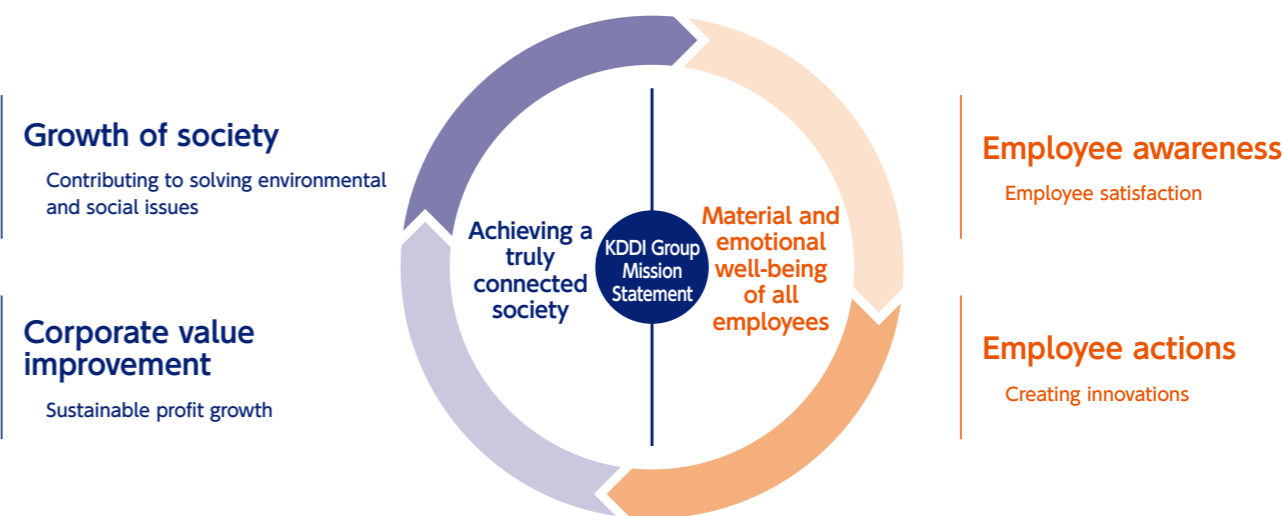 Growth of society
Contributing to solving environmental
and social issues
Corporate value
improvement
Sustainable profit growth
Achieving a
truly
connected
society
KDDI Group
Mission
Statement
Material and
emotional
well-being
of all
employees
Employee awareness
Employee satisfaction
Employee actions
Creating innovations